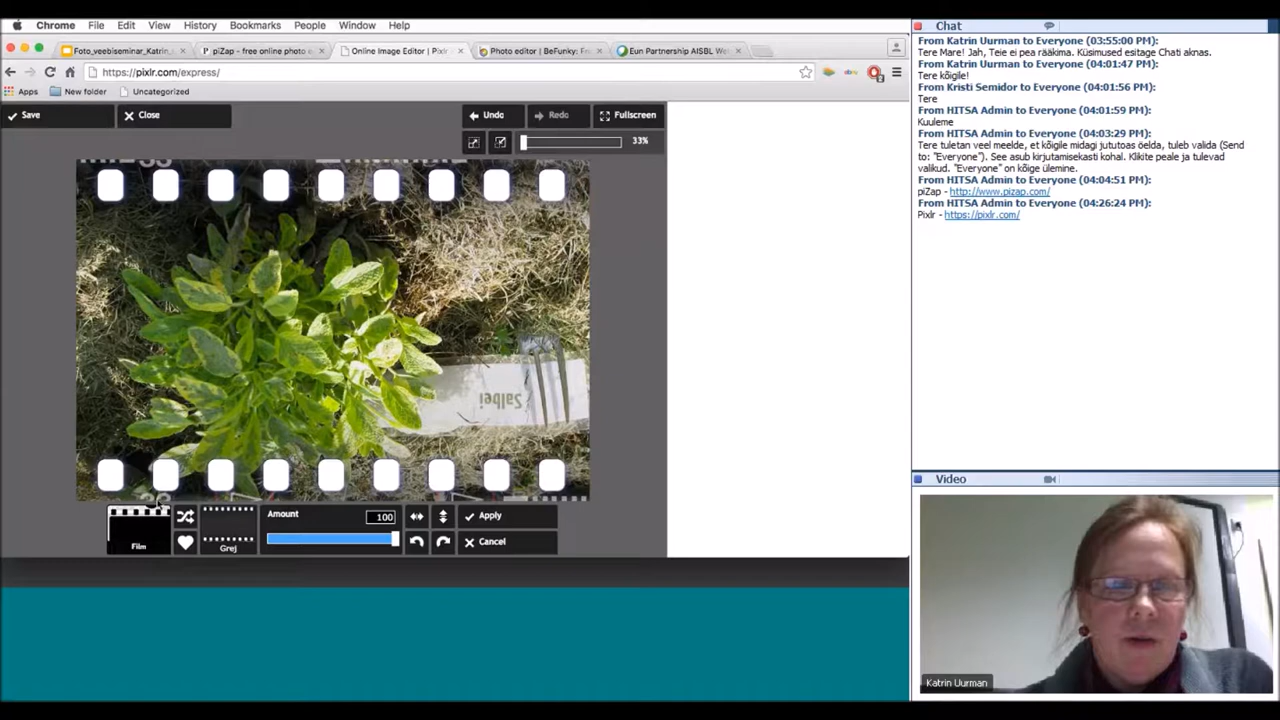 Chrome File Edit View History Bookmarks People Window Help
Foto_veebiseminar_Katrin_
piZap - free online photo e
Online Image Editor | Pixlr
Photo editor | BeFunky: Fr
Eun Partnership AISBL We
https://pixlr.com/express/
Apps New folder Uncategorized
Save Close Undo Redo Fullscreen
33%
Salbei
Film
Grej
Amount 100
Apply
Cancel
Chat
From Katrin Uurman to Everyone (03:55:00 PM):
Tere Mare! Jah, Teie ei pea rääkima. Küsimused esitage Chati aknas.
From Katrin Uurman to Everyone (04:01:47 PM):
Tere kõigile!
From Kristi Semidor to Everyone (04:01:56 PM):
Tere
From HITSA Admin to Everyone (04:01:59 PM):
Kuuleme
From HITSA Admin to Everyone (04:03:29 PM):
Tere tuletan veel meelde, et kõigile midagi jututoas öelda, tuleb valida (Send
to: "Everyone"). See asub kirjutamisekasti kohal. Klikite peale ja tulevad
valikud. "Everyone" on kõige ülemine.
From HITSA Admin to Everyone (04:04:51 PM):
piZap - http://www.pizap.com/
From HITSA Admin to Everyone (04:26:24 PM):
Pixlr - https://pixlr.com/
Video
Katrin Uurman